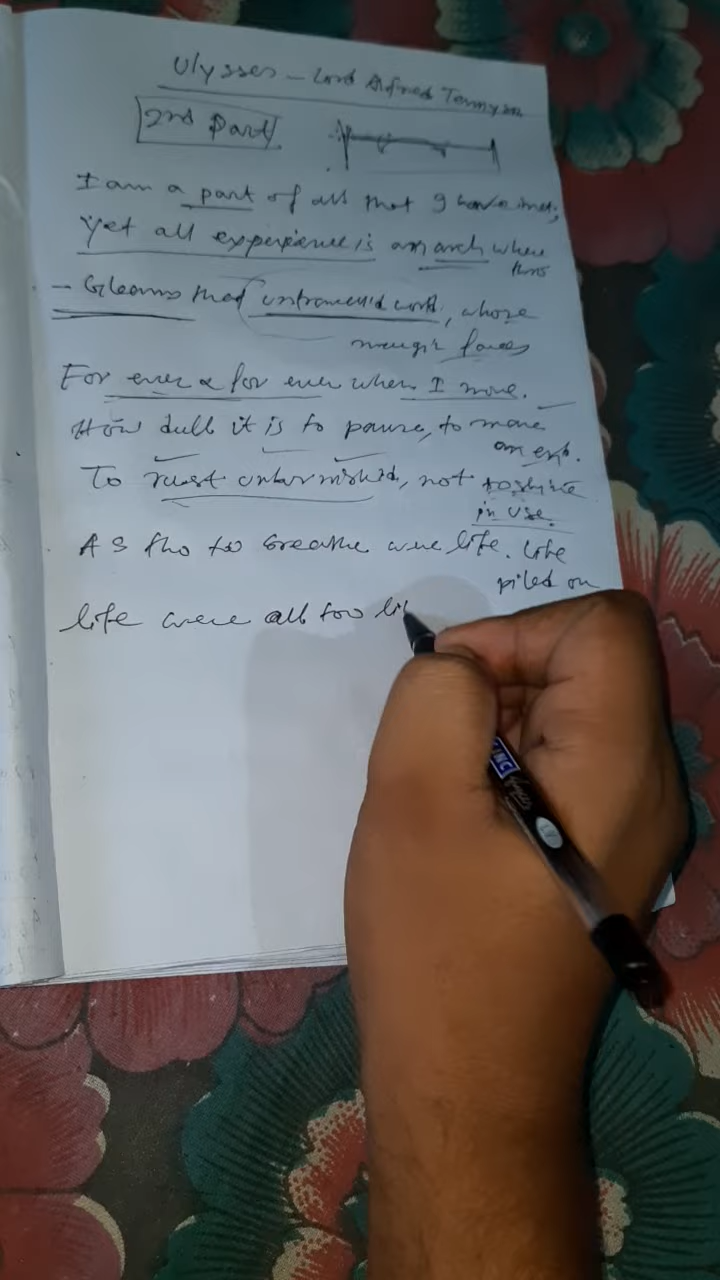 Ulysses - Lord Alfred Tennyson
2nd Part
I am a part of all that I have met;
Yet all experience is an arch where
thro
- Gleams that untravell'd world, whose
margin fades
For ever & for ever when I move.
How dull it is to pause, to make
an end.
To rust unburnished, not to shine
in use.
As tho to breathe were life. Life
piled on
life were all too li